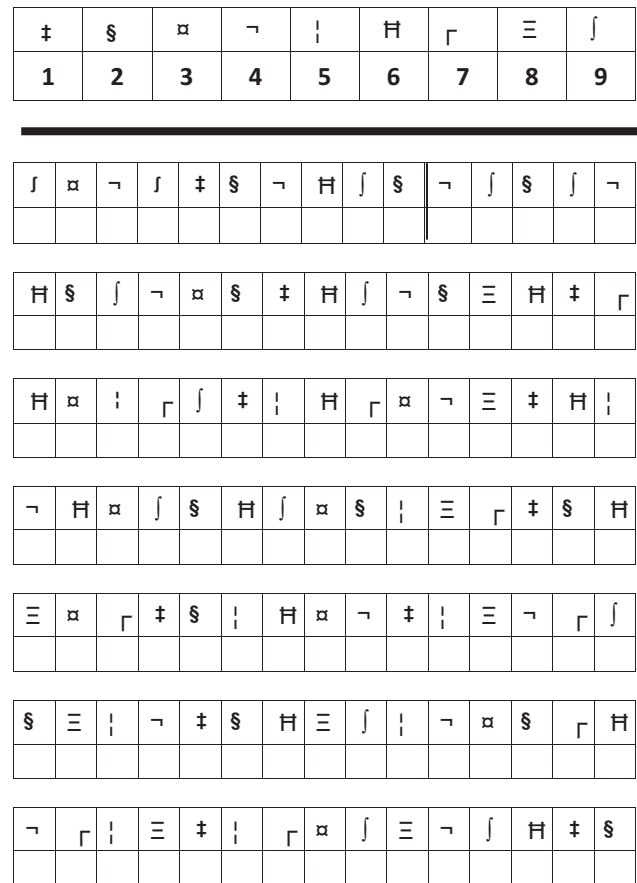 ‡ § ¤ ¬ ¦ Ħ ┌ Ξ ∫
1 2 3 4 5 6 7 8 9
∫ ¤ ¬ ∫ ‡ § ¬ Ħ ∫ § ¬ ∫ § ∫ ¬
Ħ § ∫ ¬ ¤ § ‡ Ħ ∫ ¬ § Ξ Ħ ‡ ┌
Ħ ¤ ¦ ┌ ∫ ‡ ¦ Ħ ┌ ¤ ¬ Ξ ‡ Ħ ¦
¬ Ħ ¤ ∫ § Ħ ∫ ¤ § ¦ Ξ ┌ ‡ § Ħ
Ξ ¤ ┌ ‡ § ¦ Ħ ¤ ¬ ‡ ¦ Ξ ¬ ┌ ∫
§ Ξ ¦ ¬ ‡ § Ħ Ξ ∫ ¦ ¬ ¤ § ┌ Ħ
¬ ┌ ¦ Ξ ‡ ¦ ┌ ¤ ∫ Ξ ¬ ∫ Ħ ‡ §